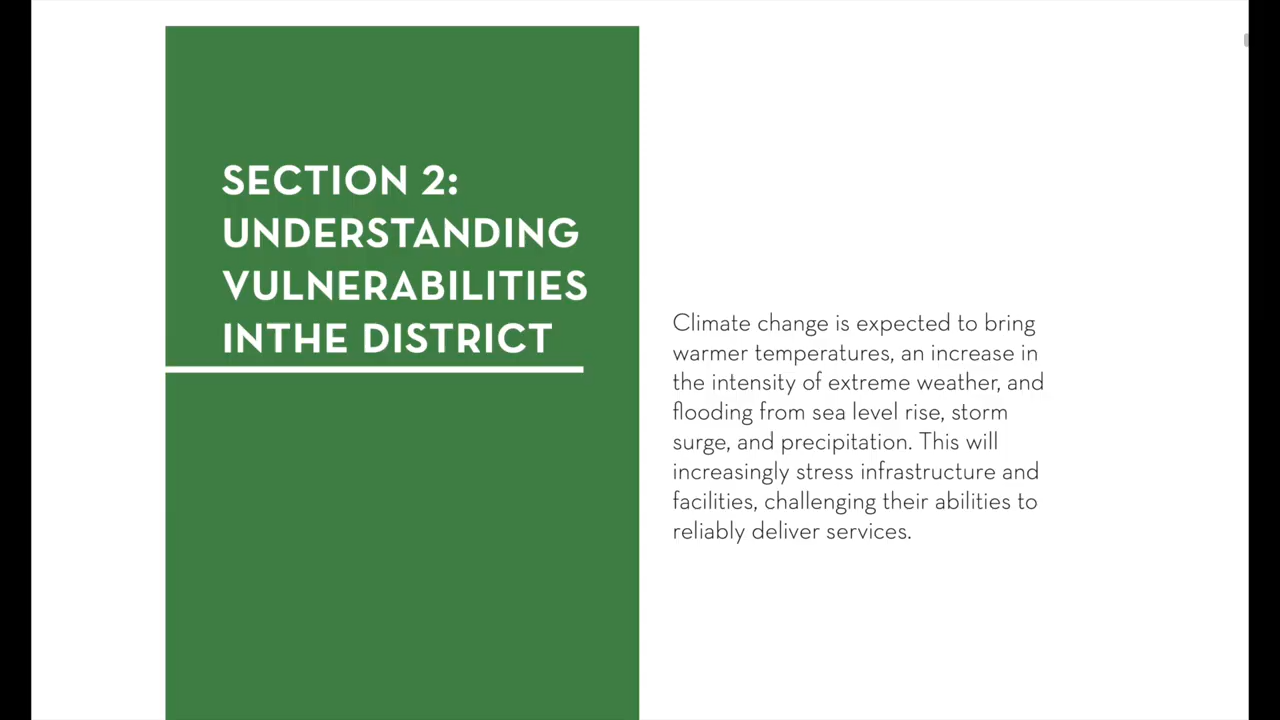 SECTION 2:
UNDERSTANDING
VULNERABILITIES
INTHE DISTRICT
Climate change is expected to bring
warmer temperatures, an increase in
the intensity of extreme weather, and
flooding from sea level rise, storm
surge, and precipitation. This will
increasingly stress infrastructure and
facilities, challenging their abilities to
reliably deliver services.